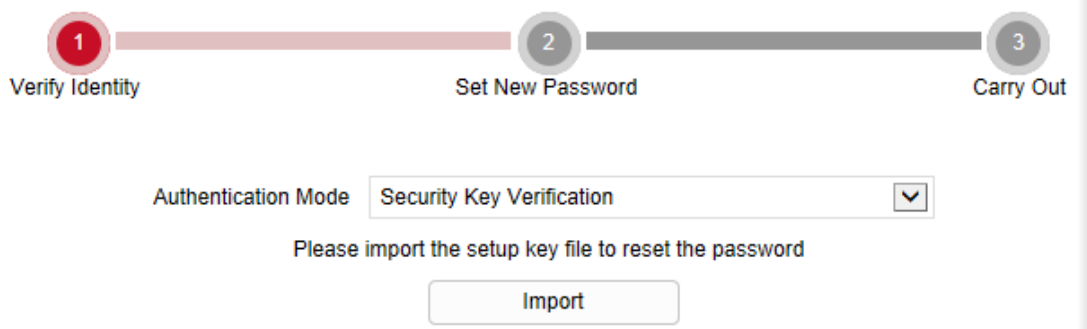 1 2 3
Verify Identity Set New Password Carry Out
Authentication Mode Security Key Verification
Please import the setup key file to reset the password
Import